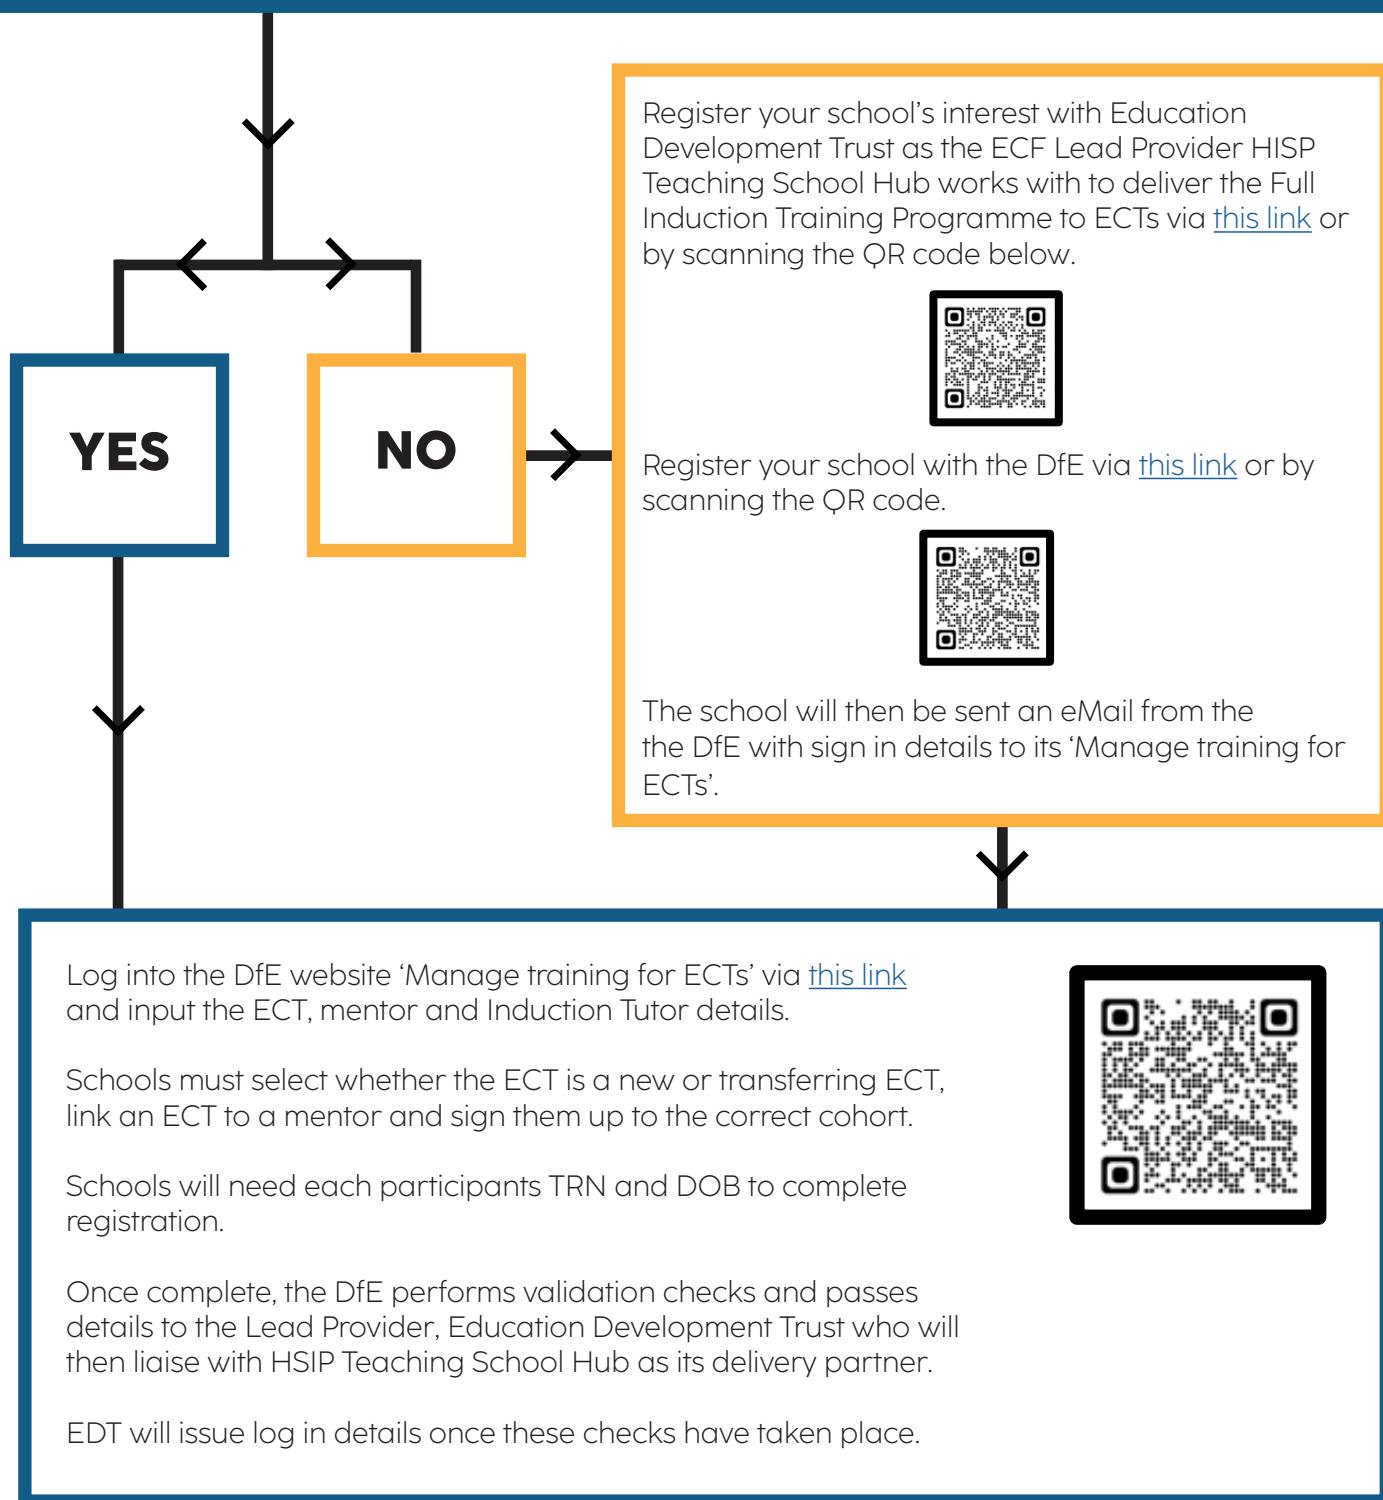 Register your school’s interest with Education
Development Trust as the ECF Lead Provider HISP
Teaching School Hub works with to deliver the Full
Induction Training Programme to ECTs via this link or
by scanning the QR code below.
YES
NO
Register your school with the DfE via this link or by
scanning the QR code.
The school will then be sent an eMail from the
the DfE with sign in details to its ‘Manage training for
ECTs’.
Log into the DfE website ‘Manage training for ECTs’ via this link
and input the ECT, mentor and Induction Tutor details.
Schools must select whether the ECT is a new or transferring ECT,
link an ECT to a mentor and sign them up to the correct cohort.
Schools will need each participants TRN and DOB to complete
registration.
Once complete, the DfE performs validation checks and passes
details to the Lead Provider, Education Development Trust who will
then liaise with HSIP Teaching School Hub as its delivery partner.
EDT will issue log in details once these checks have taken place.